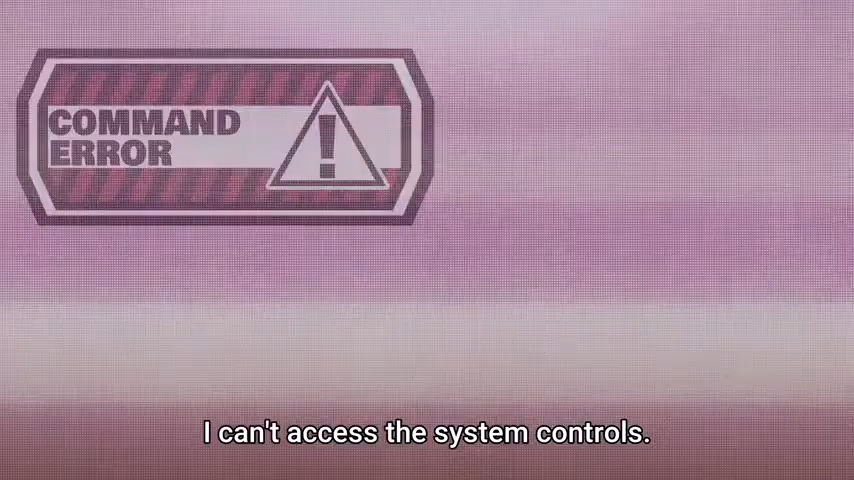 COMMAND
ERROR
I can't access the system controls.